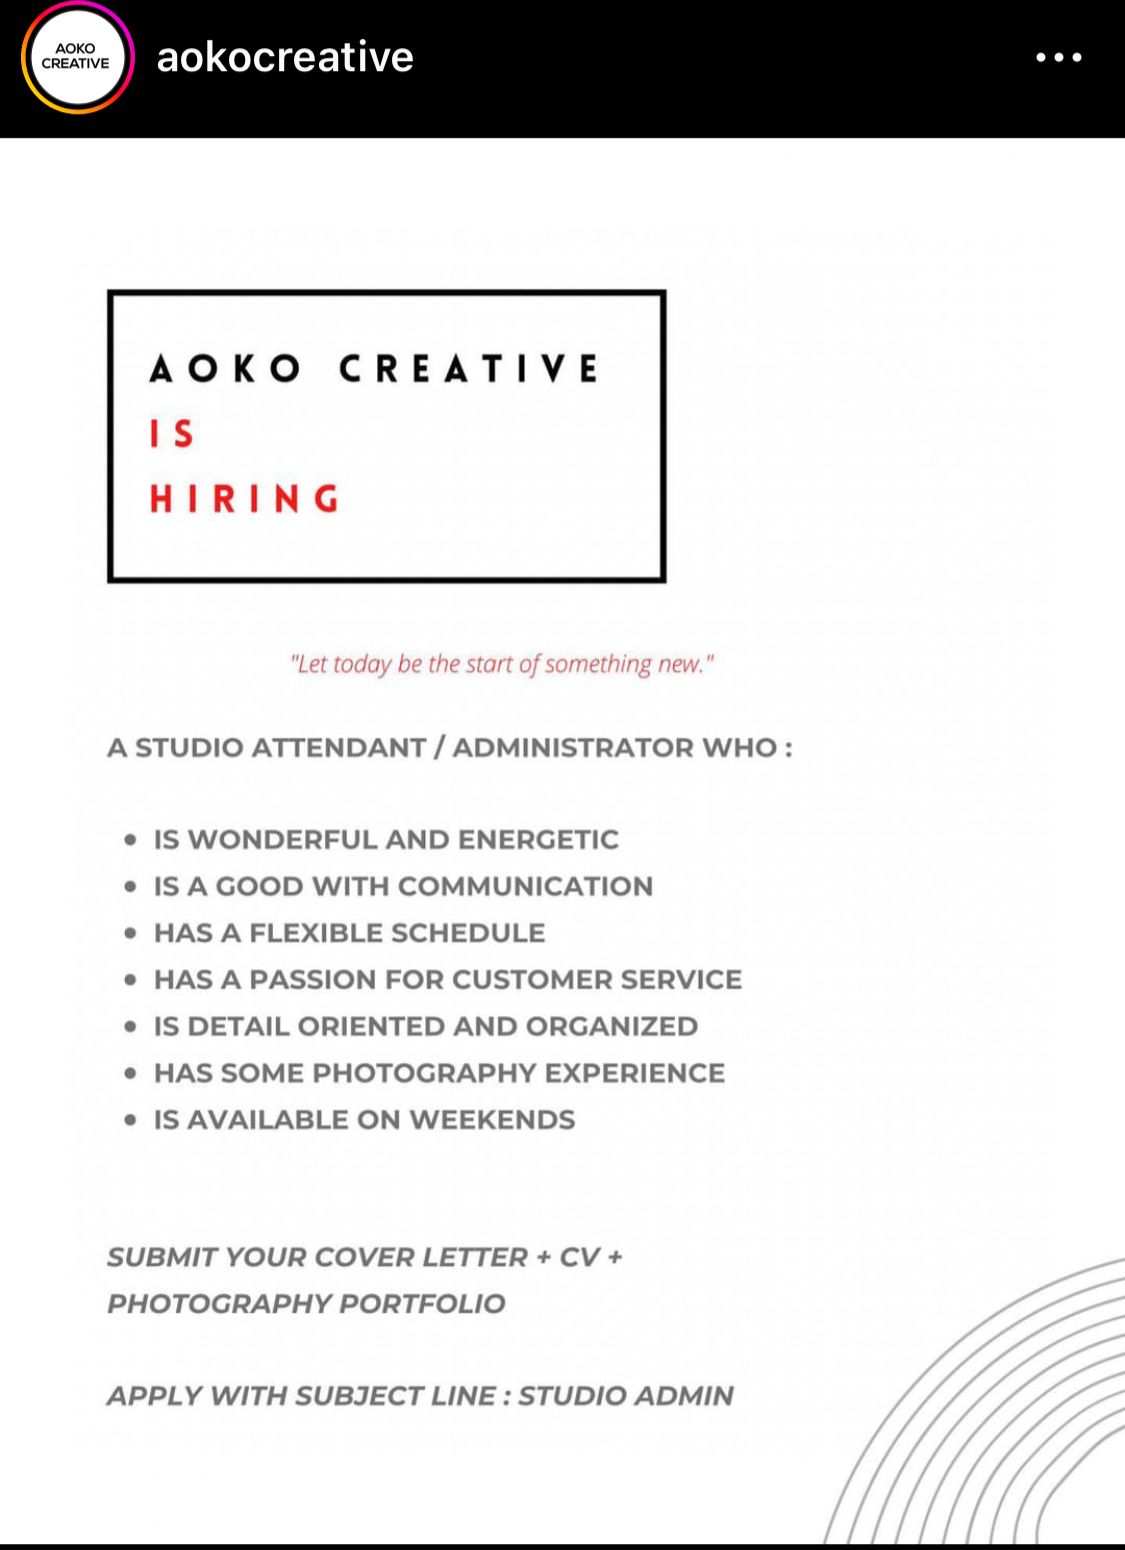 AOKO
CREATIVE
aokocreative
AOKO CREATIVE
IS
HIRING
"Let today be the start of something new."
A STUDIO ATTENDANT / ADMINISTRATOR WHO :
• IS WONDERFUL AND ENERGETIC
• IS A GOOD WITH COMMUNICATION
• HAS A FLEXIBLE SCHEDULE
• HAS A PASSION FOR CUSTOMER SERVICE
• IS DETAIL ORIENTED AND ORGANIZED
• HAS SOME PHOTOGRAPHY EXPERIENCE
• IS AVAILABLE ON WEEKENDS
SUBMIT YOUR COVER LETTER + CV +
PHOTOGRAPHY PORTFOLIO
APPLY WITH SUBJECT LINE : STUDIO ADMIN